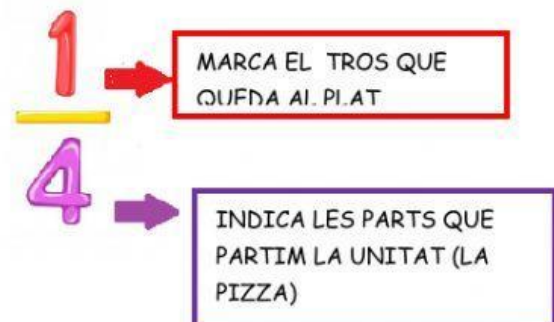 1
MARCA EL TROS QUE
QUEDA AL PLAT
4
INDICA LES PARTS QUE
PARTIM LA UNITAT (LA
PIZZA)